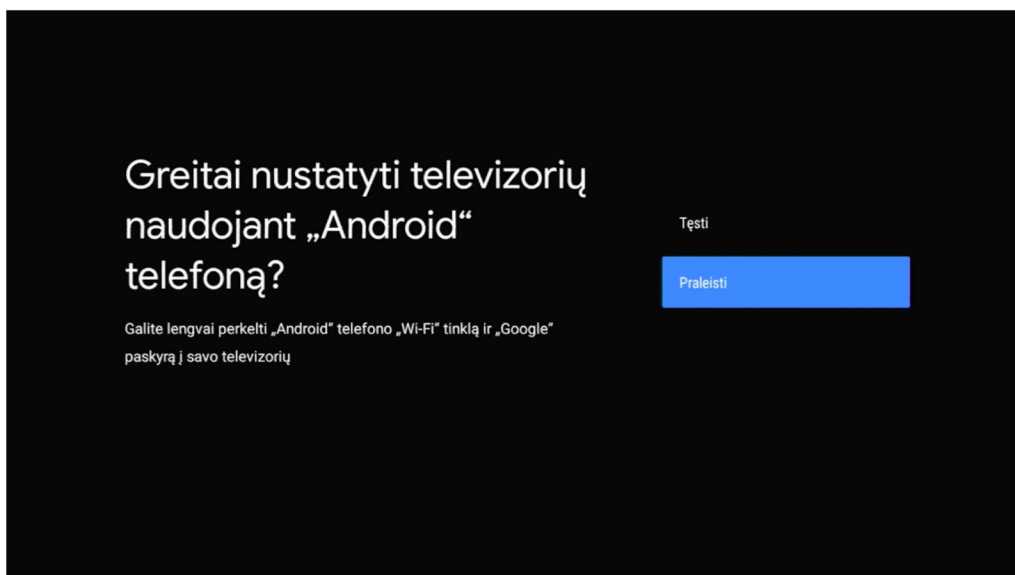 Greitai nustatyti televizorių
naudojant „Android“
telefoną?
Galite lengvai perkelti „Android“ telefono „Wi-Fi“ tinklą ir „Google“
paskyrą į savo televizorių
Tęsti
Praleisti